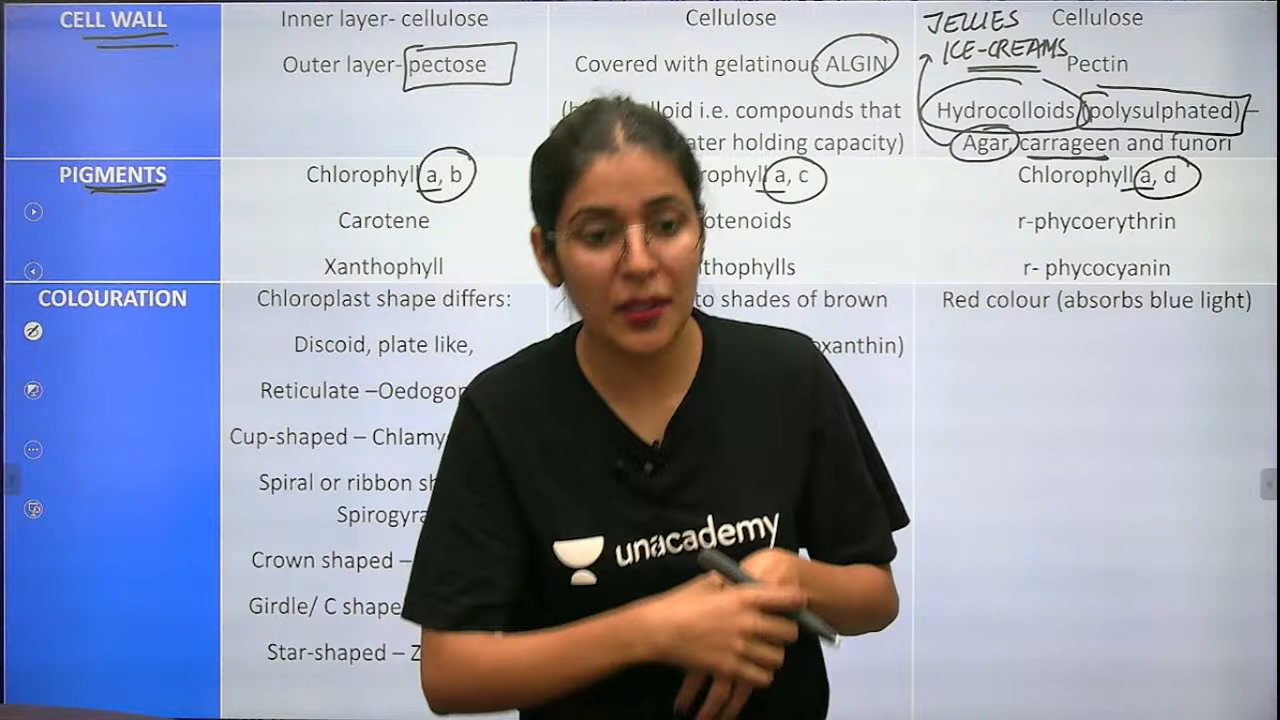 CELL WALL
Inner layer- cellulose
Outer layer- pectose
Cellulose
Covered with gelatinous ALGIN
oid i.e. compounds that
ater holding capacity)
JELLIES
ICE-CREAMS
Cellulose
Pectin
Hydrocolloids (polysulphated)
Agar, carrageen and funori
PIGMENTS
Chlorophyll a, b
Carotene
Xanthophyll
rophyll a, c
otenoids
thophylls
Chlorophyll a, d
r-phycoerythrin
r- phycocyanin
COLOURATION
Chloroplast shape differs:
Discoid, plate like,
Reticulate –Oedogon
Cup-shaped – Chlamy
Spiral or ribbon sh
Spirogyra
Crown shaped –
Girdle/ C shape
Star-shaped – Z
to shades of brown
oxanthin)
Red colour (absorbs blue light)
unacademy